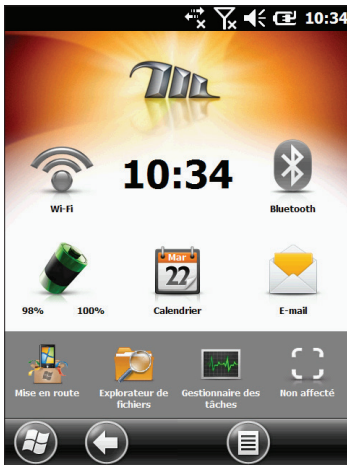 10:34
10:34
Wi-Fi
Bluetooth
Mar
22
98% 100%
Calendrier
E-mail
Mise en route
Explorateur de
fichiers
Gestionnaire des
tâches
Non affecté